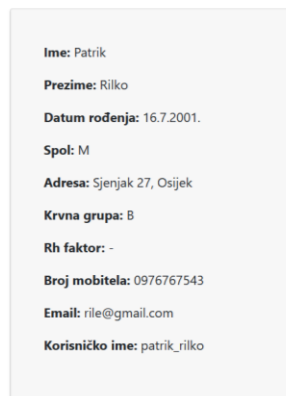 Ime: Patrik
Prezime: Rilko
Datum rođenja: 16.7.2001.
Spol: M
Adresa: Sjenjak 27, Osijek
Krvna grupa: B
Rh faktor: -
Broj mobitela: 0976767543
Email: rile@gmail.com
Korisničko ime: patrik_rilko